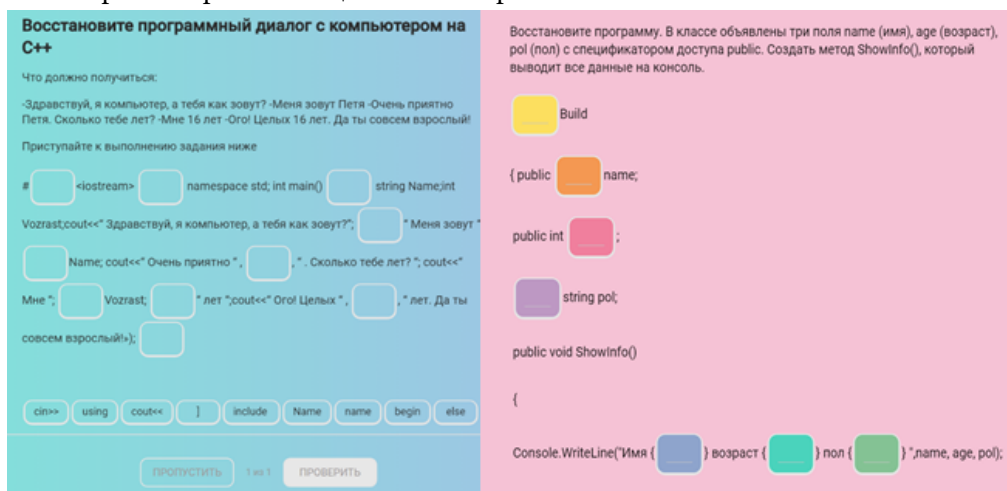 Восстановите программный диалог с компьютером на
C++
Что должно получиться:
-Здравствуй, я компьютер, а тебя как зовут? -Меня зовут Петя -Очень приятно
Петя. Сколько тебе лет? -Мне 16 лет -Ого! Целых 16 лет. Да ты совсем взрослый!
Приступайте к выполнению задания ниже
# <iostream> namespace std; int main() string Name;int
Vozrast;cout<<" Здравствуй, я компьютер, а тебя как зовут?"; " Меня зовут "
Name; cout<<" Очень приятно " , , " . Сколько тебе лет? "; cout<<"
Мне "; Vozrast; " лет ";cout<<" Ого! Целых " , , " лет. Да ты
совсем взрослый!»);
cin>> using cout<< ] include Name name begin else
ПРОПУСТИТЬ 1 из 1 ПРОВЕРИТЬ
Восстановите программу. В классе объявлены три поля name (имя), age (возраст),
pol (пол) с спецификатором доступа public. Создать метод ShowInfo(), который
выводит все данные на консоль.
Build
{ public name;
public int ;
string pol;
public void ShowInfo()
{
Console.WriteLine("Имя { } возраст { } пол { } ",name, age, pol);